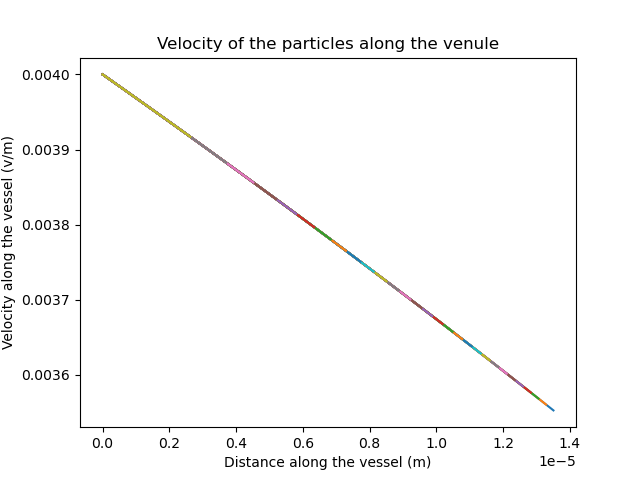 Velocity of the particles along the venule
Velocity along the vessel (v/m)
0.0040
0.0039
0.0038
0.0037
0.0036
0.0 0.2 0.4 0.6 0.8 1.0 1.2 1.4
1e−5
Distance along the vessel (m)